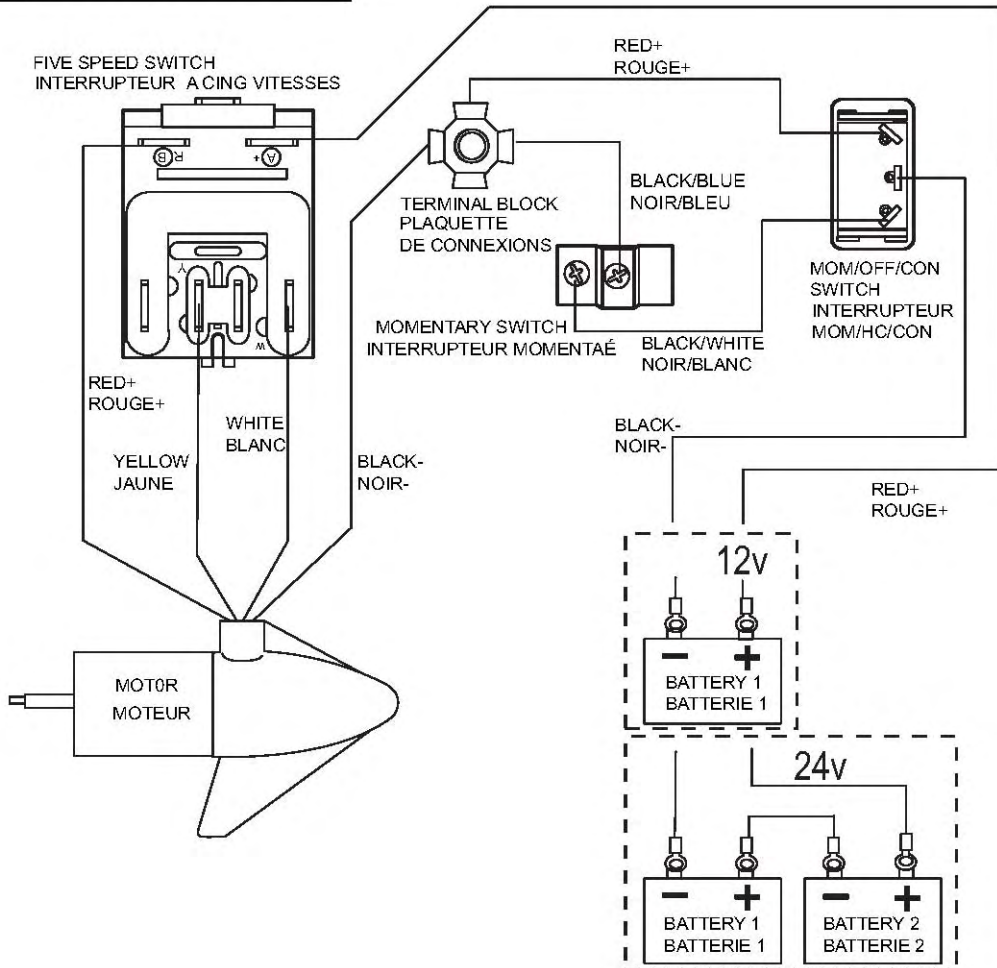 FIVE SPEED SWITCH
INTERRUPTEUR A CING VITESSES
B R
A +
Y
W
RED+
ROUGE+
TERMINAL BLOCK
PLAQUETTE
DE CONNEXIONS
BLACK/BLUE
NOIR/BLEU
MOM/OFF/CON
SWITCH
INTERRUPTEUR
MOM/HC/CON
MOMENTARY SWITCH
INTERRUPTEUR MOMENTAÉ
BLACK/WHITE
NOIR/BLANC
RED+
ROUGE+
WHITE
BLANC
YELLOW
JAUNE
BLACK-
NOIR-
BLACK-
NOIR-
RED+
ROUGE+
MOT0R
MOTEUR
12v
− +
BATTERY 1
BATTERIE 1
24v
− +
BATTERY 1
BATTERIE 1
− +
BATTERY 2
BATTERIE 2